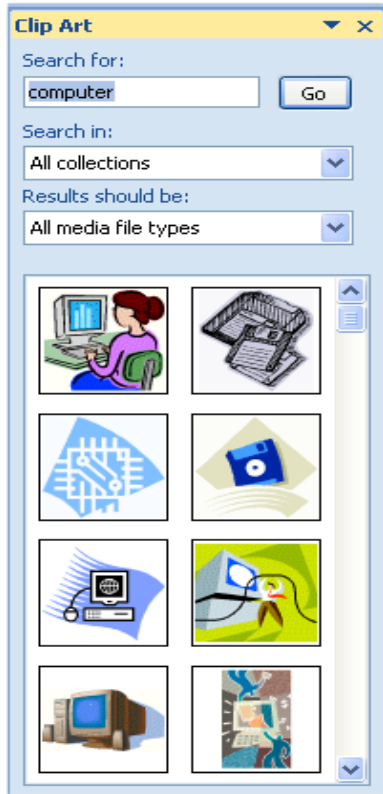 Clip Art
Search for:
computer
Go
Search in:
All collections
Results should be:
All media file types